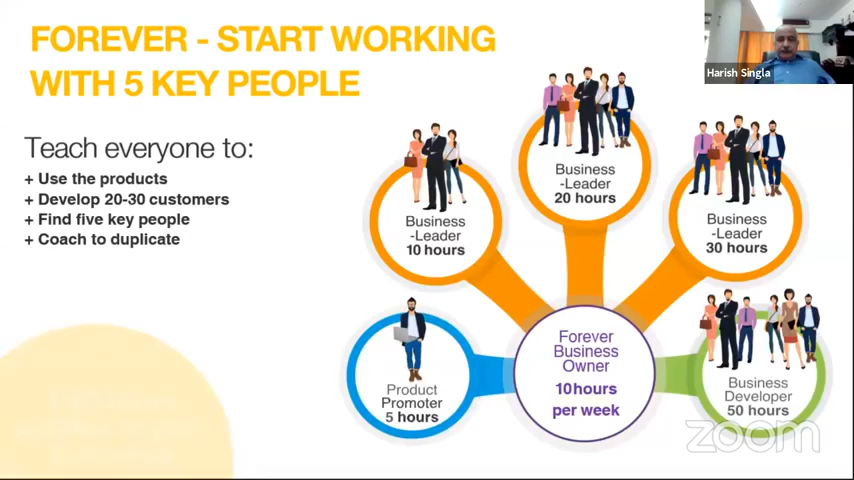 FOREVER - START WORKING
WITH 5 KEY PEOPLE
Harish Singla
Teach everyone to:
+ Use the products
+ Develop 20-30 customers
+ Find five key people
+ Coach to duplicate
Business
-Leader
10 hours
Business
-Leader
20 hours
Business
-Leader
30 hours
Product
Promoter
5 hours
Forever
Business
Owner
10hours
per week
Business
Developer
50 hours
zoom